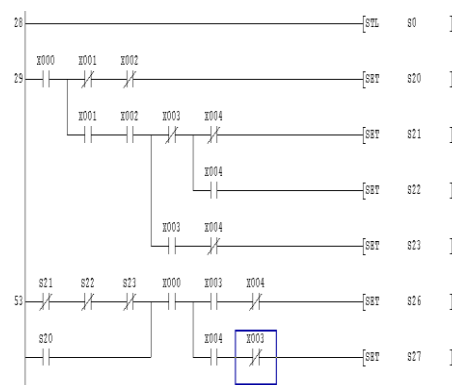 28 [STL S0 ]
X000 X001 X002
29 [SET S20 ]
X001 X002 X003 X004
[SET S21 ]
X004
[SET S22 ]
X003 X004
[SET S23 ]
S21 S22 S23 X000 X003 X004
53 [SET S26 ]
S20 X004 X003
[SET S27 ]